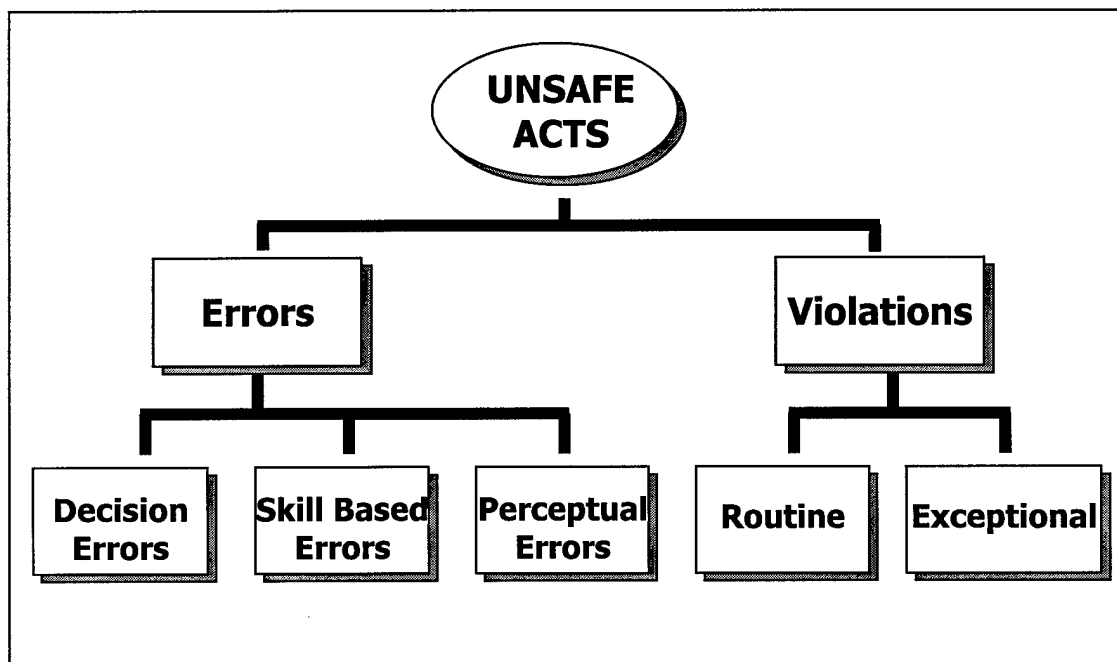 UNSAFE
ACTS
Errors
Violations
Decision
Errors
Skill Based
Errors
Perceptual
Errors
Routine
Exceptional